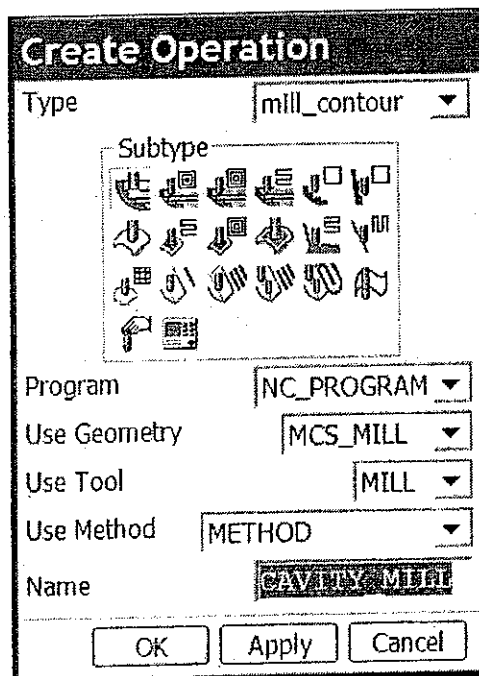 Create Operation
Type mill_contour
Subtype
Program NC_PROGRAM
Use Geometry MCS_MILL
Use Tool MILL
Use Method METHOD
Name CAVITY_MILL
OK Apply Cancel